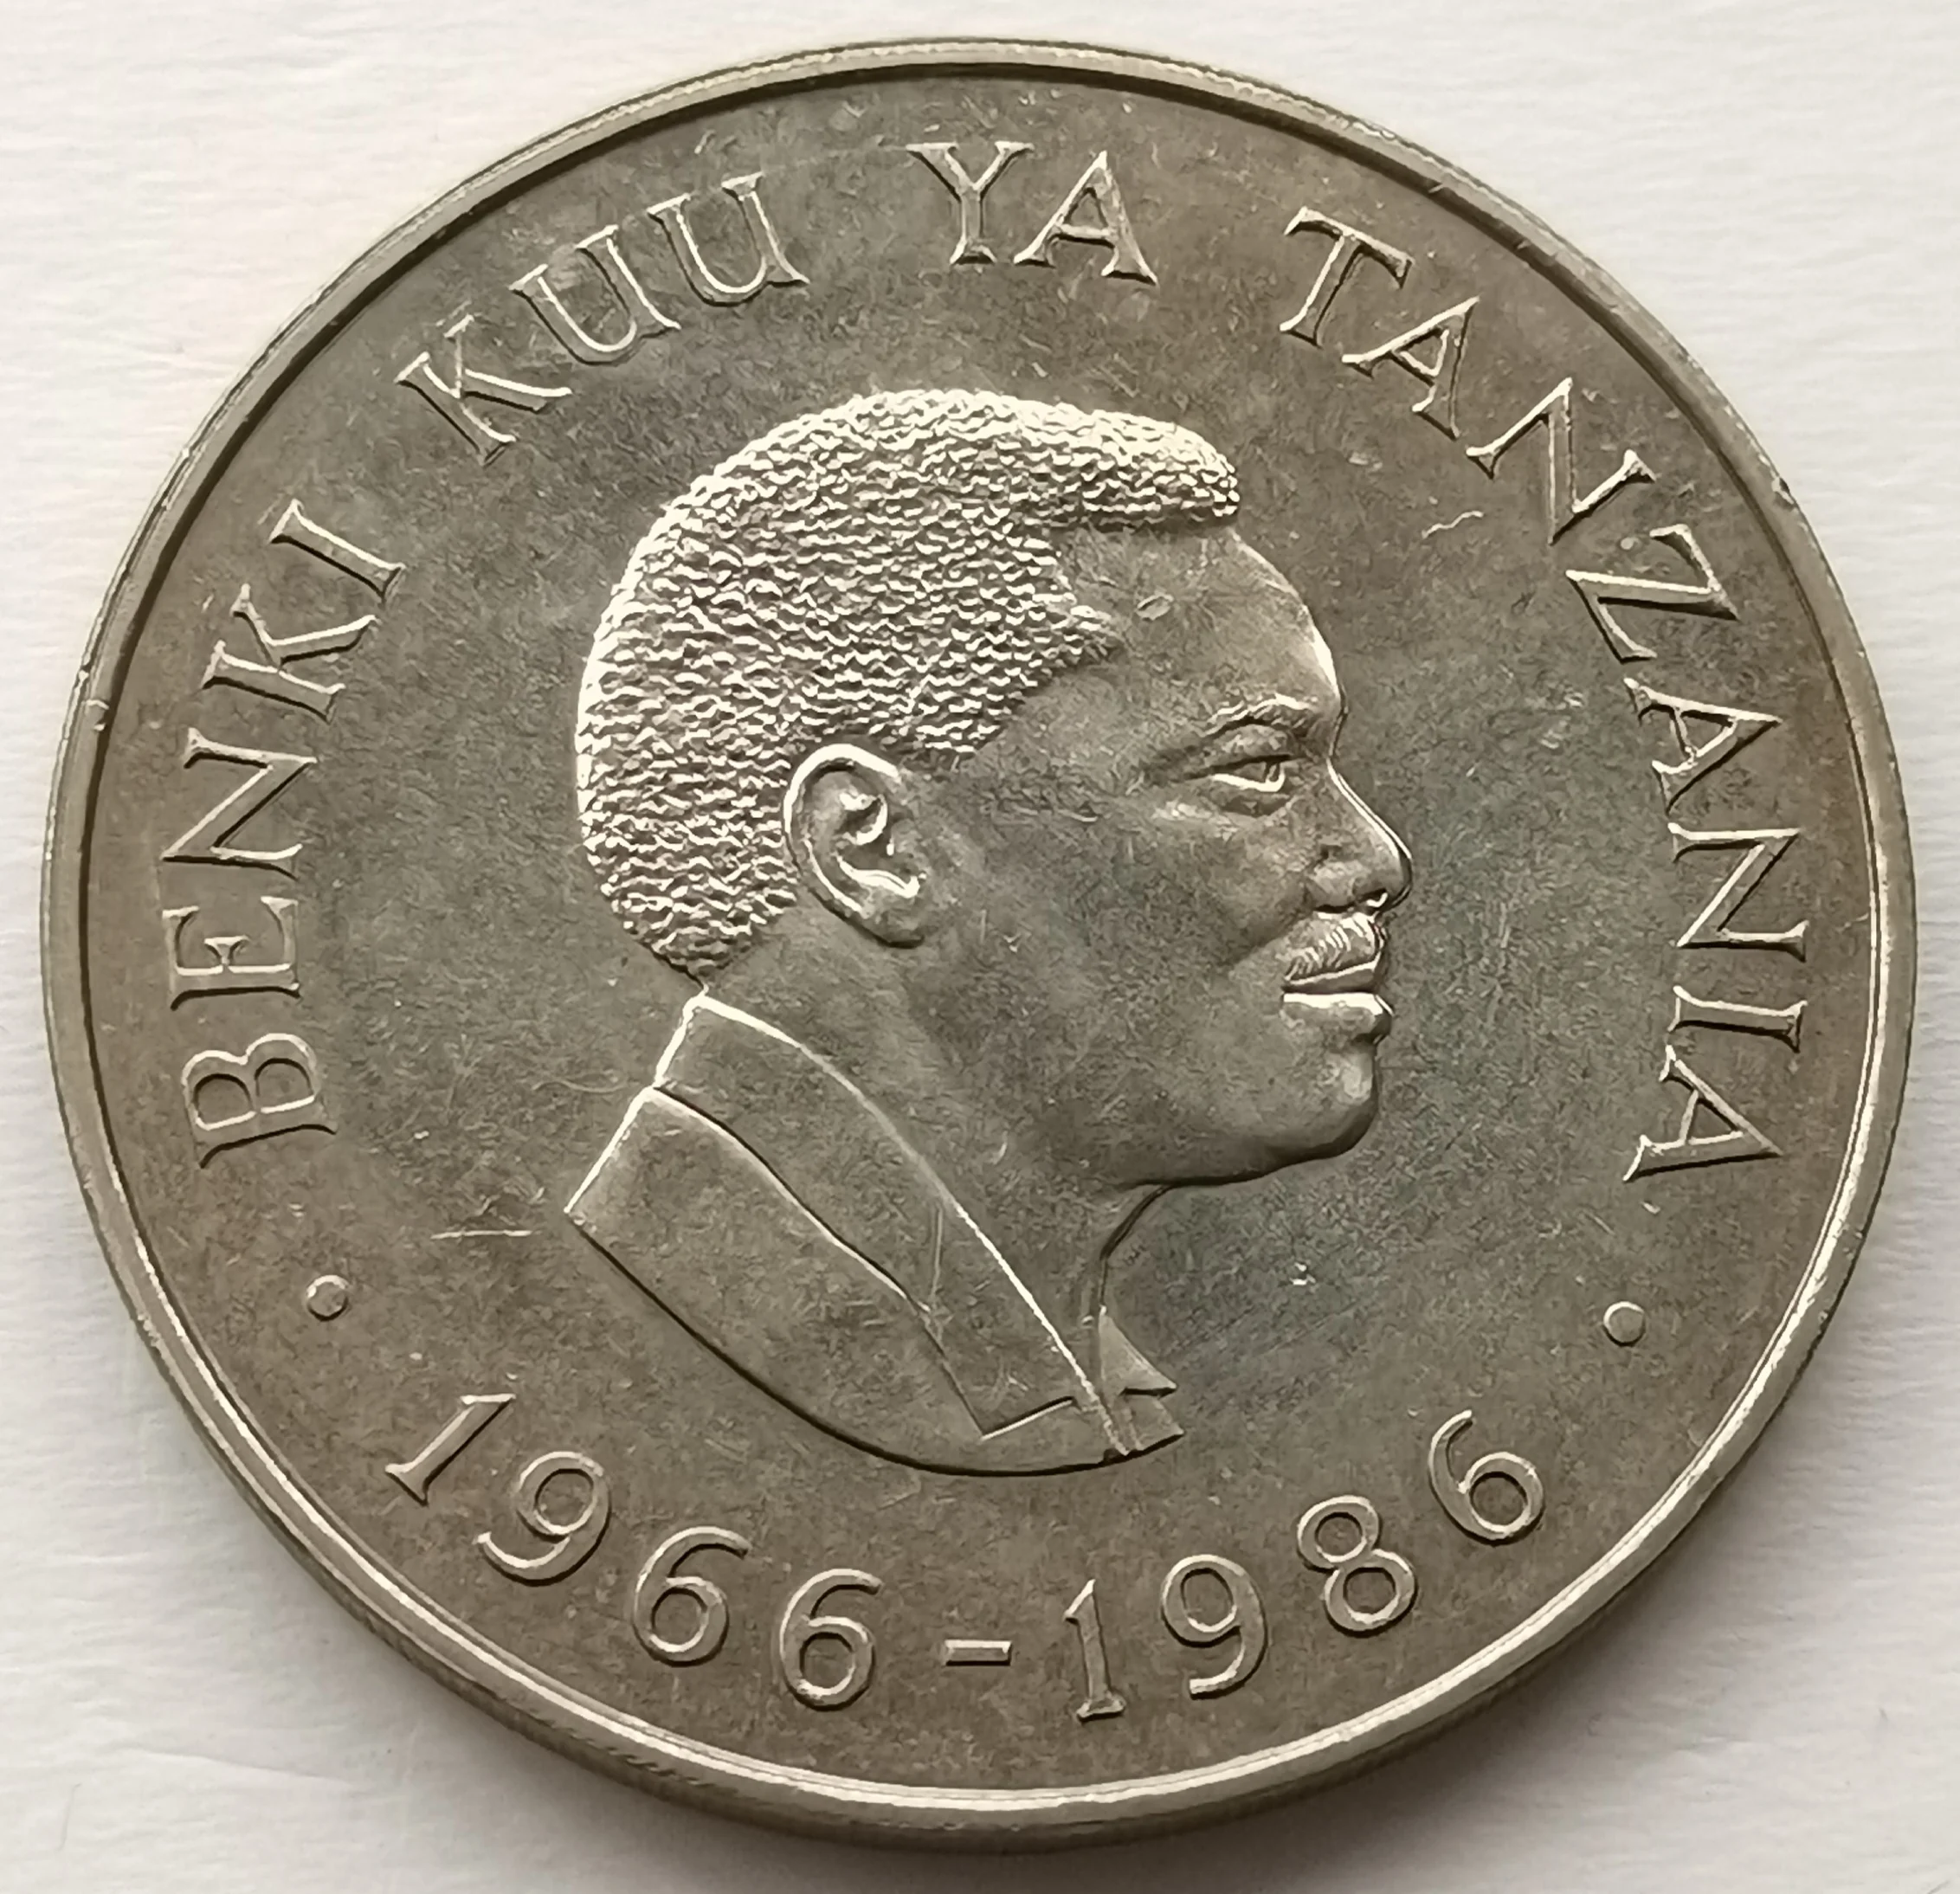 BENKI KUU YA TANZANIA
• 1966-1986 •